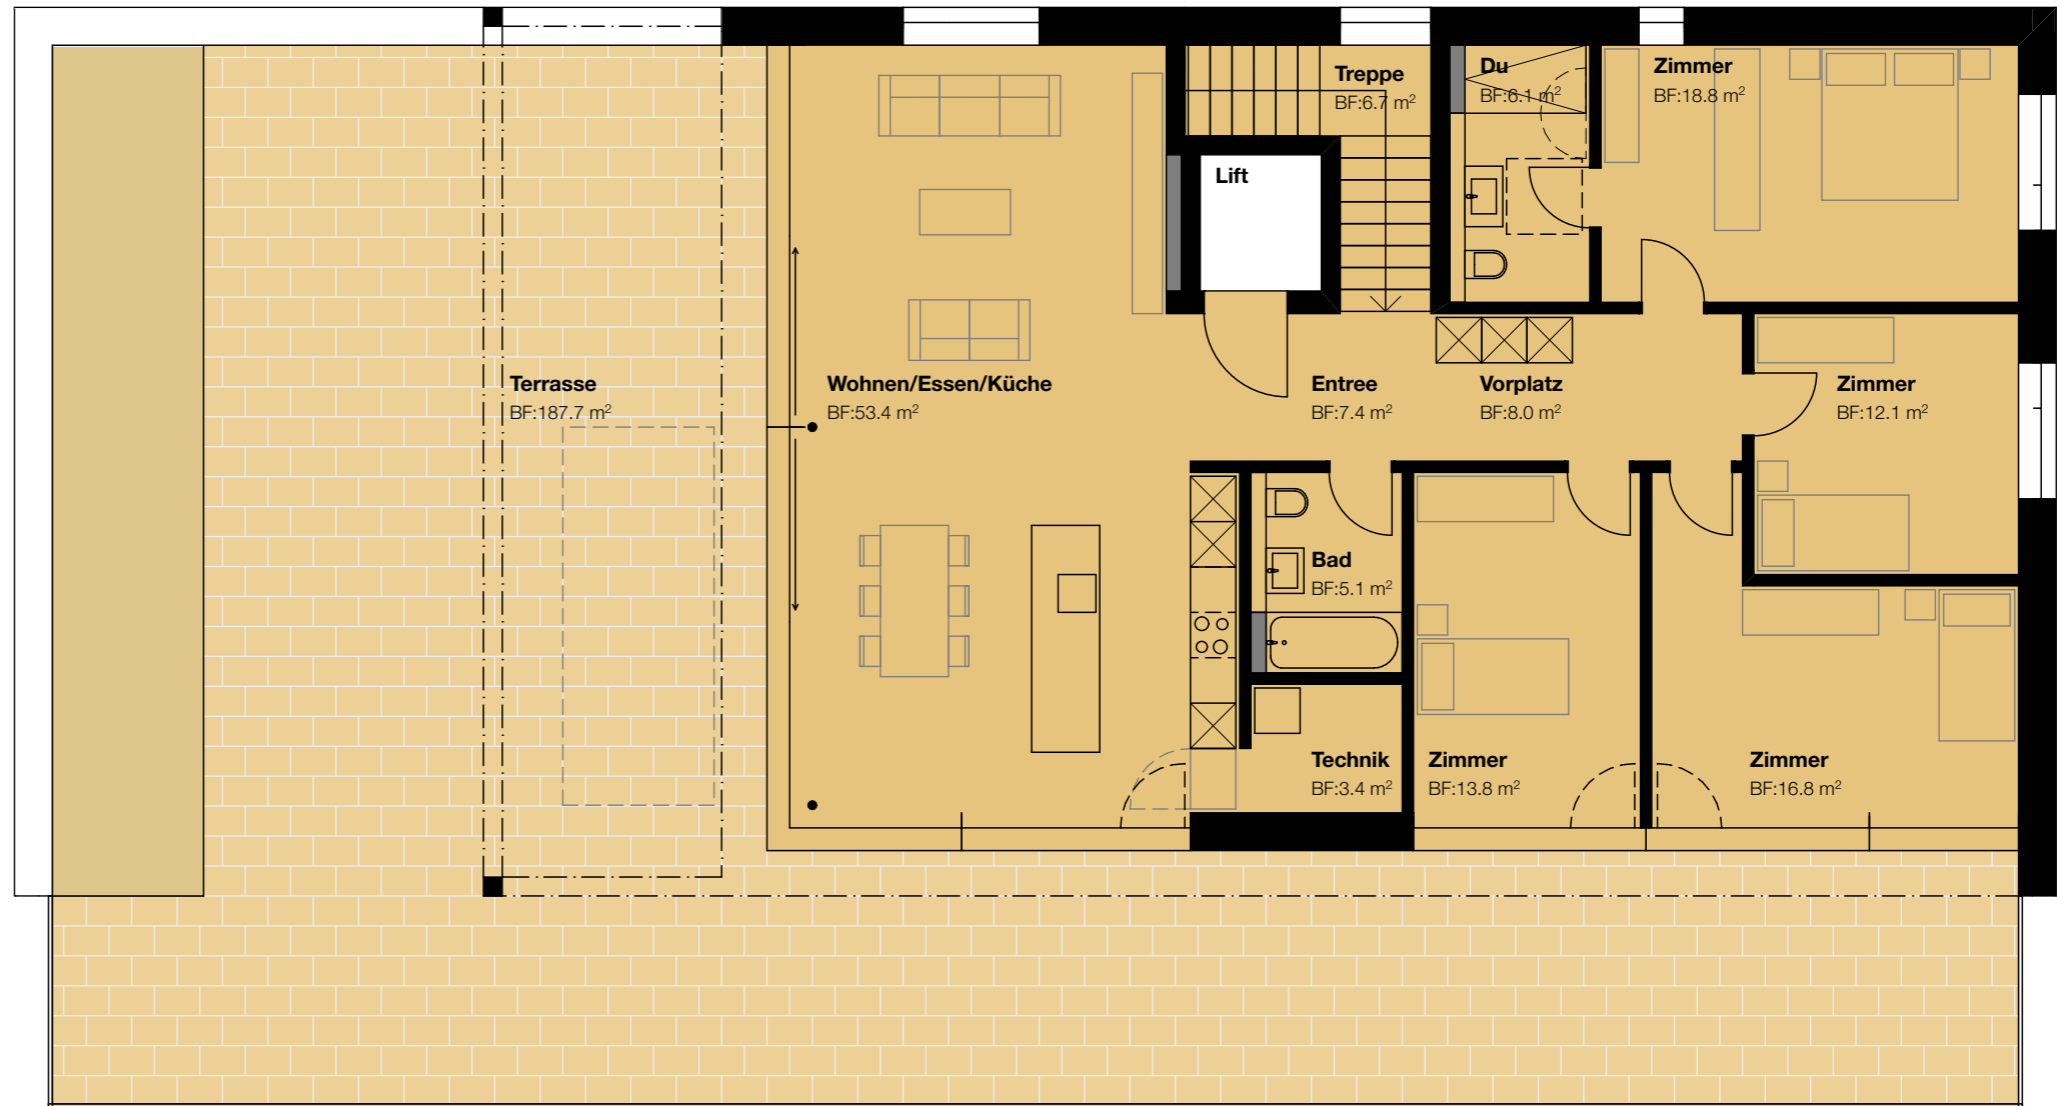 Treppe
BF:6.7 m²
Du
BF:6.1 m²
Zimmer
BF:18.8 m²
Lift
Terrasse
BF:187.7 m²
Wohnen/Essen/Küche
BF:53.4 m²
Entree
BF:7.4 m²
Vorplatz
BF:8.0 m²
Zimmer
BF:12.1 m²
Bad
BF:5.1 m²
Technik
BF:3.4 m²
Zimmer
BF:13.8 m²
Zimmer
BF:16.8 m²